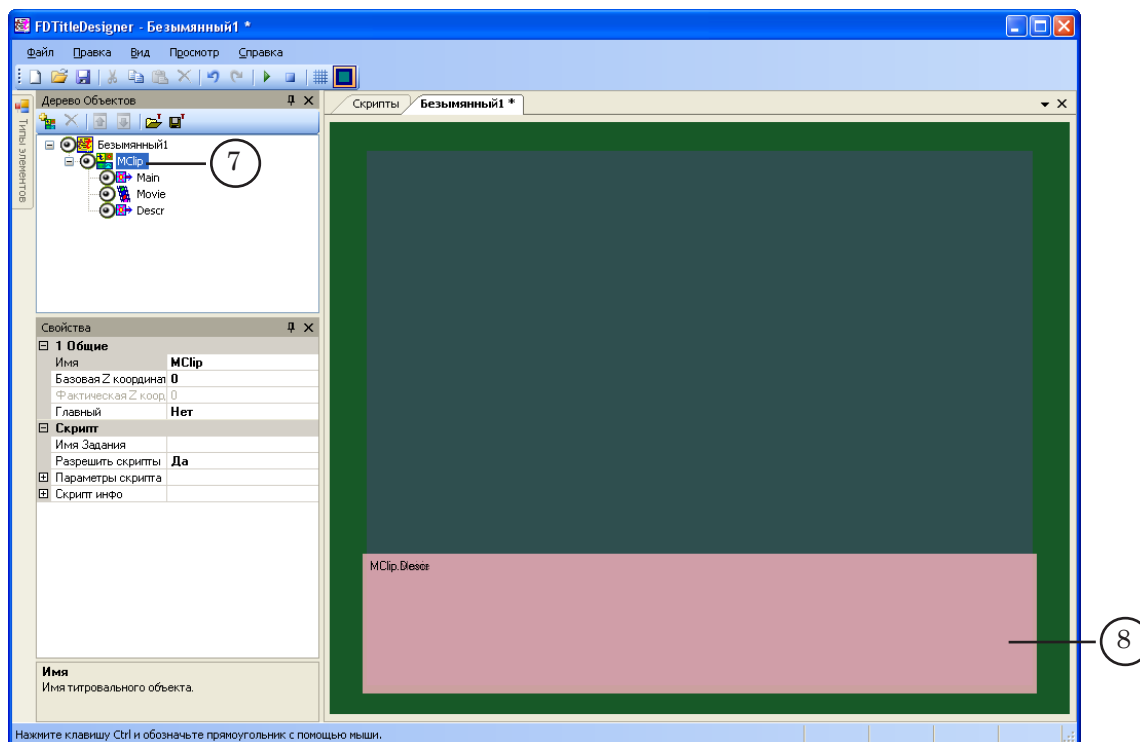 FDTitleDesigner - Безымянный1 *
Файл Правка Вид Просмотр Справка
Дерево Объектов
Скрипты Безымянный1 *
Типы элементов
Безымянный1
MClip
7
Main
Movie
Descr
Свойства
1 Общие
Имя MClip
Базовая Z координат 0
Фактическая Z коор, 0
Главный Нет
Скрипт
Имя Задания
Разрешить скрипты Да
Параметры скрипта
Скрипт инфо
MClip.Descr
8
Имя
Имя титровального объекта.
Нажмите клавишу Ctrl и обозначьте прямоугольник с помощью мыши.